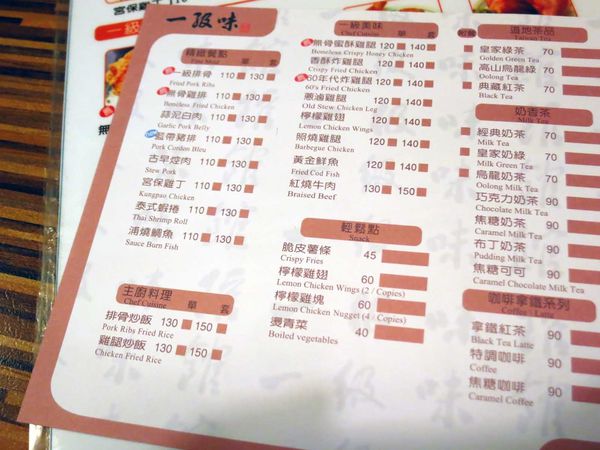 一級味
精緻餐點 單 套
Fine Meal
一級排骨 110 130
Fried Pork Ribs
無骨雞排 110 130
Boneless Fried Chicken
蒜泥白肉 110 130
Garlic Pork Belly
藍帶豬排 110 130
Pork Cordon Bleu
古早焢肉 110 130
Stew Pork
宮保雞丁 110 130
Kungpao Chicken
泰式蝦捲 110 130
Thai Shrimp Roll
浦燒鯛魚 110 130
Sauce Burn Fish
主廚料理 單 套
Chef Cuisine
排骨炒飯 130 150
Pork Ribs Fried Rice
雞腿炒飯 130 150
Chicken Fried Rice
一級美味
Chef Cuisine 單 套
無骨蜜酥雞腿 120 140
Boneless Crispy Honey Chicken
香酥炸雞腿 120 140
Crispy Fried Chicken
60年代炸雞腿 120 140
60's Fried Chicken
蔥滷雞腿 120 140
Old Stew Chicken Leg
檸檬雞翅 120 140
Lemon Chicken Wings
照燒雞腿 120 140
Barbegue Chicken
黃金鱈魚 120 140
Fried Cod Fish
紅燒牛肉 130 150
Braised Beef
輕鬆點
Snack
脆皮薯條 45
Crispy Fries
檸檬雞翅 60
Lemon Chicken Wings (2 / Copies)
檸檬雞塊 60
Lemon Chicken Nugget (4 / Copies)
燙青菜 40
Boiled vegetables
道地茶品
Taiwan Tea
皇家綠茶 70
Golden Green Tea
高山烏龍綠 70
Oolong Tea
典藏紅茶 70
Black Tea
奶香茶
Milk Tea
經典奶茶 70
Milk Tea
皇家奶綠 70
Milk Green Tea
烏龍奶茶 70
Oolong Milk Tea
巧克力奶茶 90
Chocolate Milk Tea
焦糖奶茶 90
Caramel Milk Tea
布丁奶茶 90
Pudding Milk Tea
焦糖可可 90
Caramel Chocolate Milk Tea
咖啡拿鐵系列
Coffee / Latte
拿鐵紅茶 90
Black Tea Latte
特調咖啡 90
Coffee
焦糖咖啡 90
Caramel Coffee